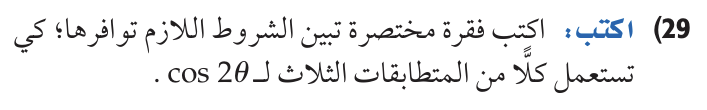 29) اكتب: اكتب فقرة مختصرة تبين الشروط اللازم توافرها؛ كي
تستعمل كلًّا من المتطابقات الثلاث لـ cos 2θ .